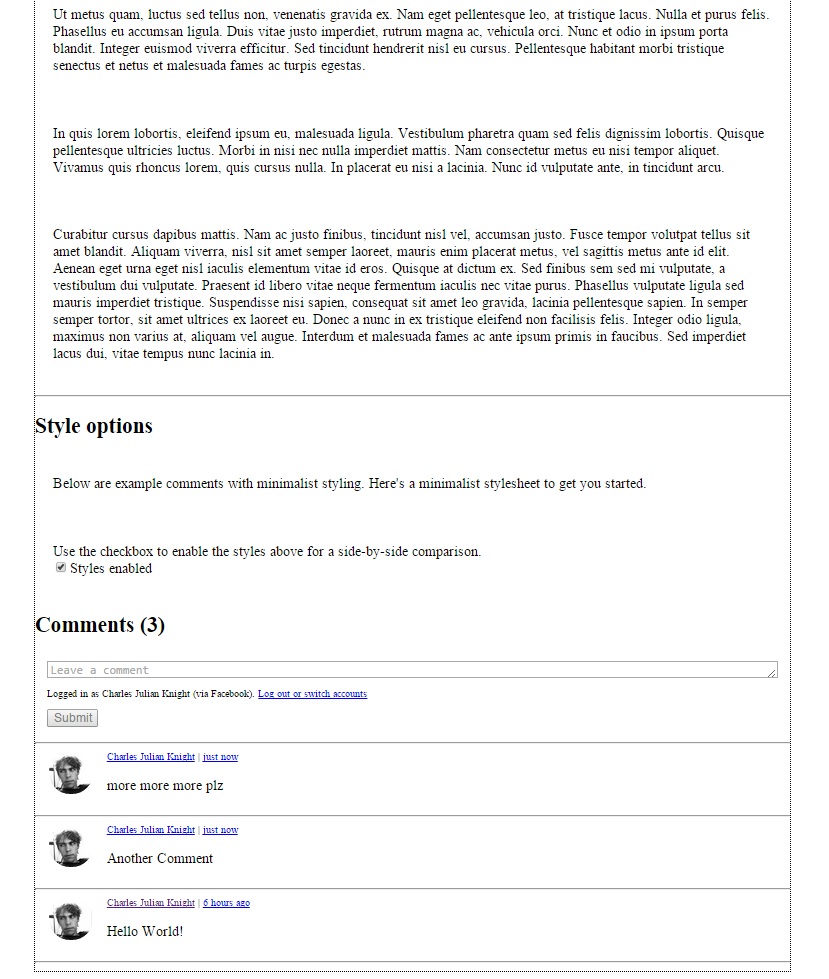 Ut metus quam, luctus sed tellus non, venenatis gravida ex. Nam eget pellentesque leo, at tristique lacus. Nulla et purus felis.
Phasellus eu accumsan ligula. Duis vitae justo imperdiet, rutrum magna ac, vehicula orci. Nunc et odio in ipsum porta
blandit. Integer euismod viverra efficitur. Sed tincidunt hendrerit nisl eu cursus. Pellentesque habitant morbi tristique
senectus et netus et malesuada fames ac turpis egestas.
In quis lorem lobortis, eleifend ipsum eu, malesuada ligula. Vestibulum pharetra quam sed felis dignissim lobortis. Quisque
pellentesque ultricies luctus. Morbi in nisi nec nulla imperdiet mattis. Nam consectetur metus eu nisi tempor aliquet.
Vivamus quis rhoncus lorem, quis cursus nulla. In placerat eu nisi a lacinia. Nunc id vulputate ante, in tincidunt arcu.
Curabitur cursus dapibus mattis. Nam ac justo finibus, tincidunt nisl vel, accumsan justo. Fusce tempor volutpat tellus sit
amet blandit. Aliquam viverra, nisl sit amet semper laoreet, mauris enim placerat metus, vel sagittis metus ante id elit.
Aenean eget urna eget nisl iaculis elementum vitae id eros. Quisque at dictum ex. Sed finibus sem sed mi vulputate, a
vestibulum dui vulputate. Praesent id libero vitae neque fermentum iaculis nec vitae purus. Phasellus vulputate ligula sed
mauris imperdiet tristique. Suspendisse nisi sapien, consequat sit amet leo gravida, lacinia pellentesque sapien. In semper
semper tortor, sit amet ultrices ex laoreet eu. Donec a nunc in ex tristique eleifend non facilisis felis. Integer odio ligula,
maximus non varius at, aliquam vel augue. Interdum et malesuada fames ac ante ipsum primis in faucibus. Sed imperdiet
lacus dui, vitae tempus nunc lacinia in.
Style options
Below are example comments with minimalist styling. Here's a minimalist stylesheet to get you started.
Use the checkbox to enable the styles above for a side-by-side comparison.
Styles enabled
Comments (3)
Leave a comment
Logged in as Charles Julian Knight (via Facebook). Log out or switch accounts
Submit
Charles Julian Knight | just now
more more more plz
Charles Julian Knight | just now
Another Comment
Charles Julian Knight | 6 hours ago
Hello World!